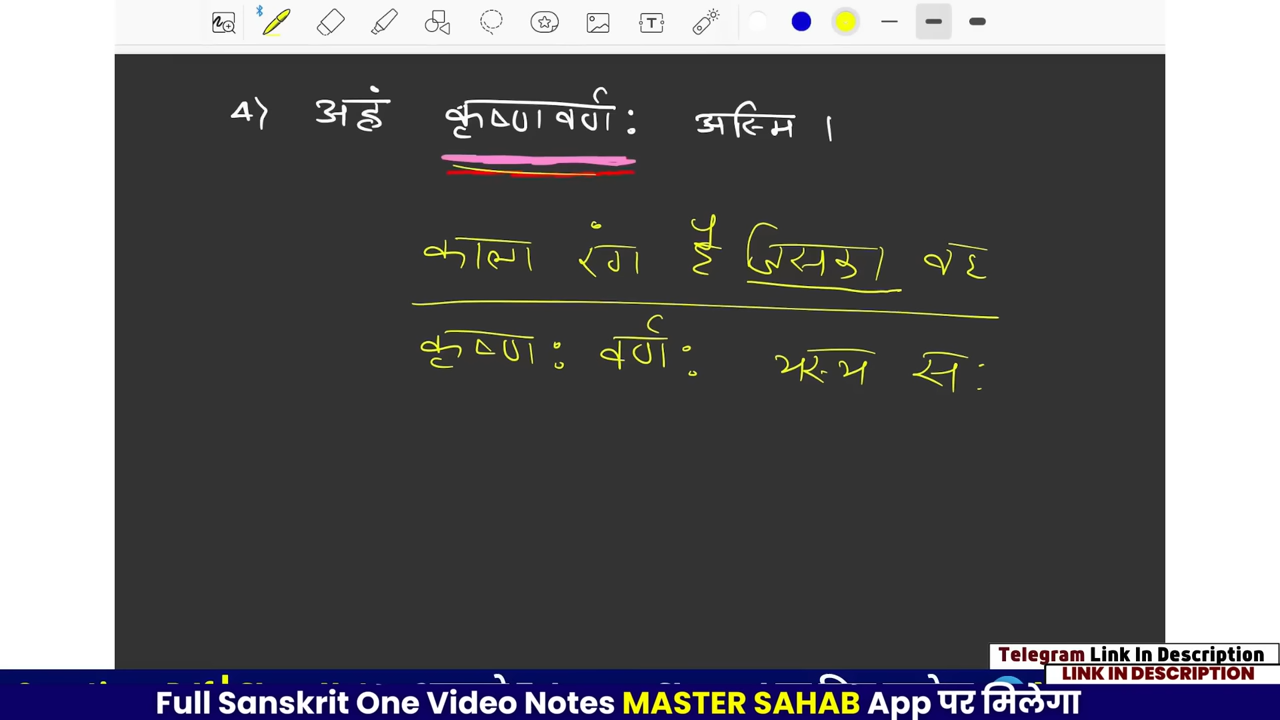 4) अहं कृष्णवर्णः अस्मि ।
काला रंग है जिसका वह
कृष्णः वर्णः यस्य सः
Telegram Link In Description
LINK IN DESCRIPTION
Full Sanskrit One Video Notes MASTER SAHAB App पर मिलेगा